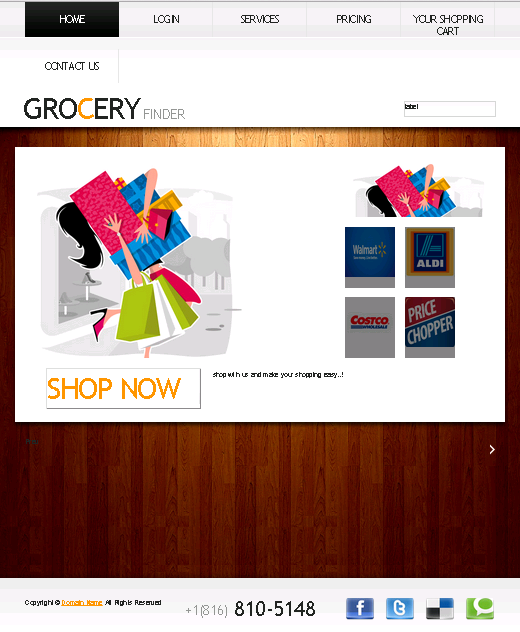 HOME
LOGIN
SERVICES
PRICING
YOUR SHOPPING
CART
CONTACT US
GROCERY FINDER
label
Walmart
ALDI
COSTCO
WHOLESALE
PRICE
CHOPPER
SHOP NOW
shop with us and make your shopping easy..!
Copyright © Domain Name All Rights Reserved
+1(816) 810-5148